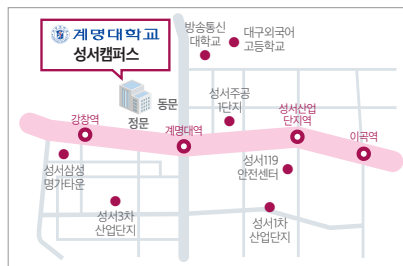 계명대학교
성서캠퍼스
방송통신
대학교
대구외국어
고등학교
동문
정문
성서주공
1단지
성서산업
단지역
강창역
계명대역
이곡역
성서삼성
명가타운
성서119
안전센터
성서3차
산업단지
성서1차
산업단지